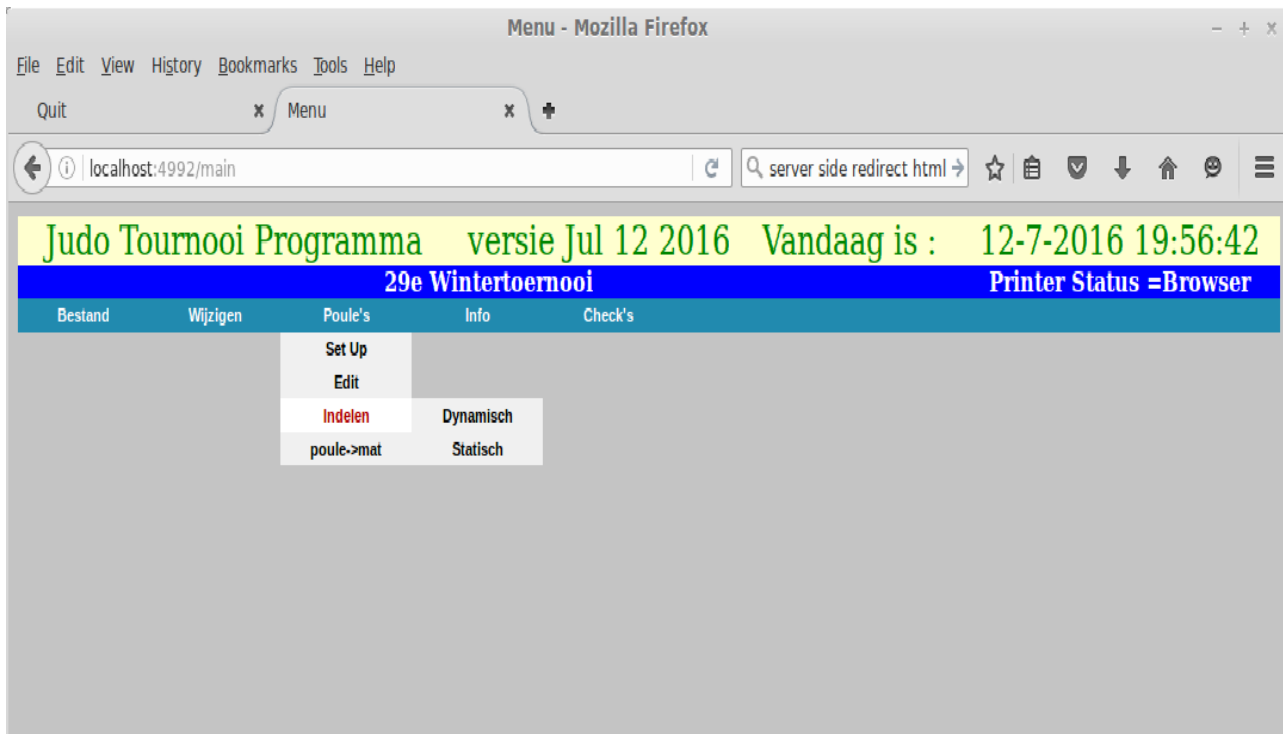 Menu - Mozilla Firefox
File Edit View History Bookmarks Tools Help
Quit Menu
localhost:4992/main server side redirect html
Judo Tournooi Programma versie Jul 12 2016 Vandaag is : 12-7-2016 19:56:42
29e Wintertoernooi Printer Status =Browser
Bestand Wijzigen Poule's Info Check's
Set Up
Edit
Indelen Dynamisch
poule->mat Statisch